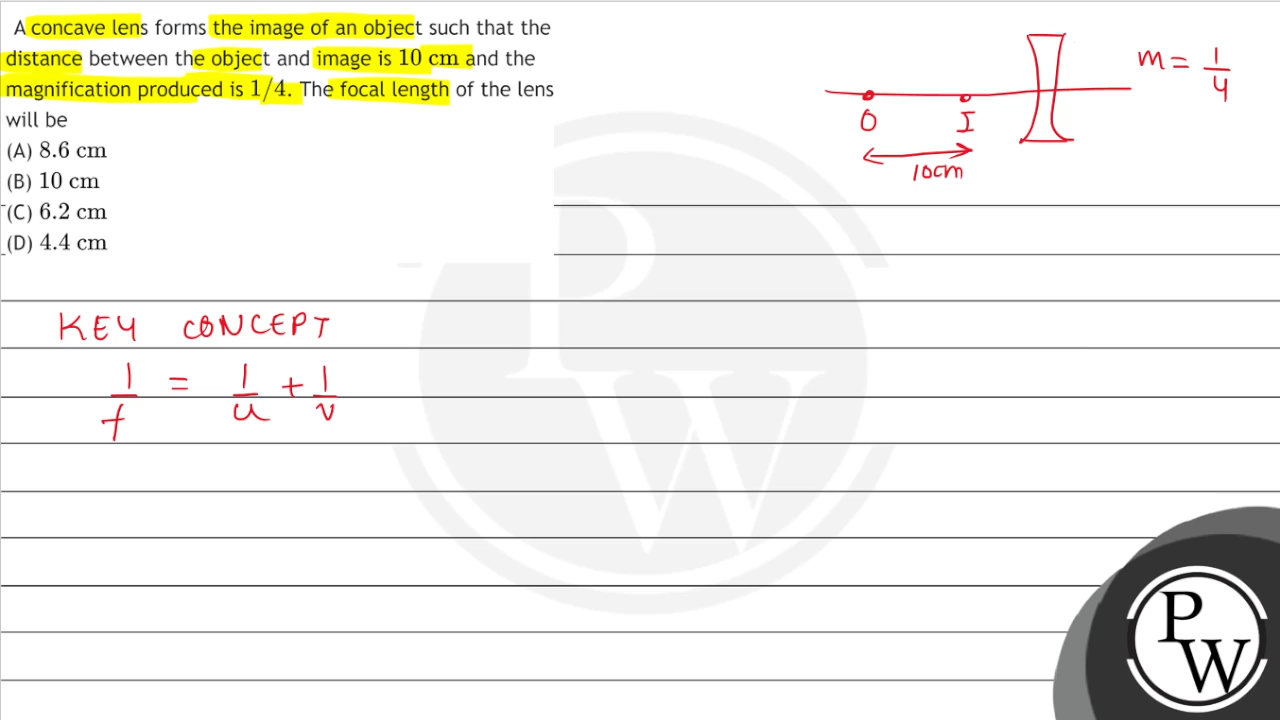 A concave lens forms the image of an object such that the
distance between the object and image is 10 cm and the
magnification produced is 1/4. The focal length of the lens
will be
(A) 8.6 cm
(B) 10 cm
(C) 6.2 cm
(D) 4.4 cm
m = 1/4
O I
10cm
KEY CONCEPT
1/f = 1/u + 1/v
P
W
P
W